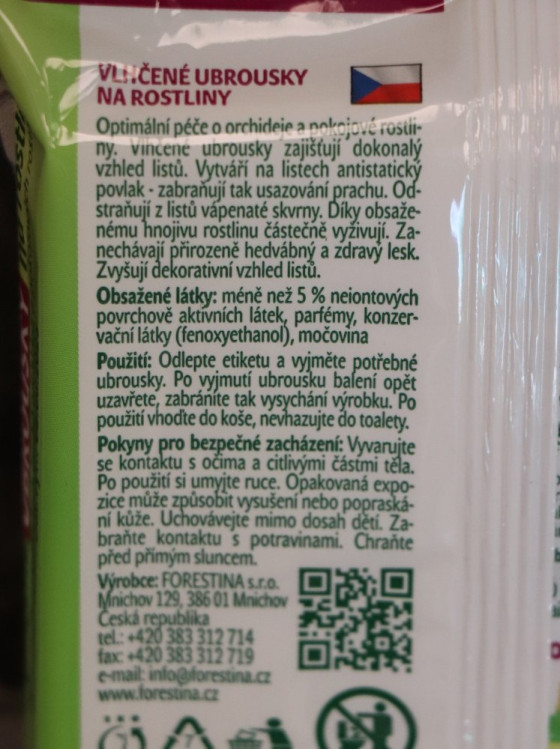 VLHČENÉ UBROUSKY
NA ROSTLINY
Optimální péče o orchideje a pokojové rostli-
ny. Vlhčené ubrousky zajišťují dokonalý
vzhled listů. Vytváří na listech antistatický
povlak - zabraňují tak usazování prachu. Od-
straňují z listů vápenaté skvrny. Díky obsaže-
nému hnojivu rostlinu částečně vyživují. Za-
nechávají přirozeně hedvábný a zdravý lesk.
Zvyšují dekorativní vzhled listů.
Obsažené látky: méně než 5 % neiontových
povrchově aktivních látek, parfémy, konzer-
vační látky (fenoxyethanol), močovina
Použití: Odlepte etiketu a vyjměte potřebné
ubrousky. Po vyjmutí ubrousku balení opět
uzavřete, zabráníte tak vysychání výrobku. Po
použití vhoďte do koše, nevhazujte do toalety.
Pokyny pro bezpečné zacházení: Vyvarujte
se kontaktu s očima a citlivými částmi těla.
Po použití si umyjte ruce. Opakovaná expo-
zice může způsobit vysušení nebo popraská-
ní kůže. Uchovávejte mimo dosah dětí. Za-
braňte kontaktu s potravinami. Chraňte
před přímým sluncem.
Výrobce: FORESTINA s.r.o.
Mnichov 129, 386 01 Mnichov
Česká republika
tel.: +420 383 312 714
fax: +420 383 312 719
e-mail: info@forestina.cz
www.forestina.cz